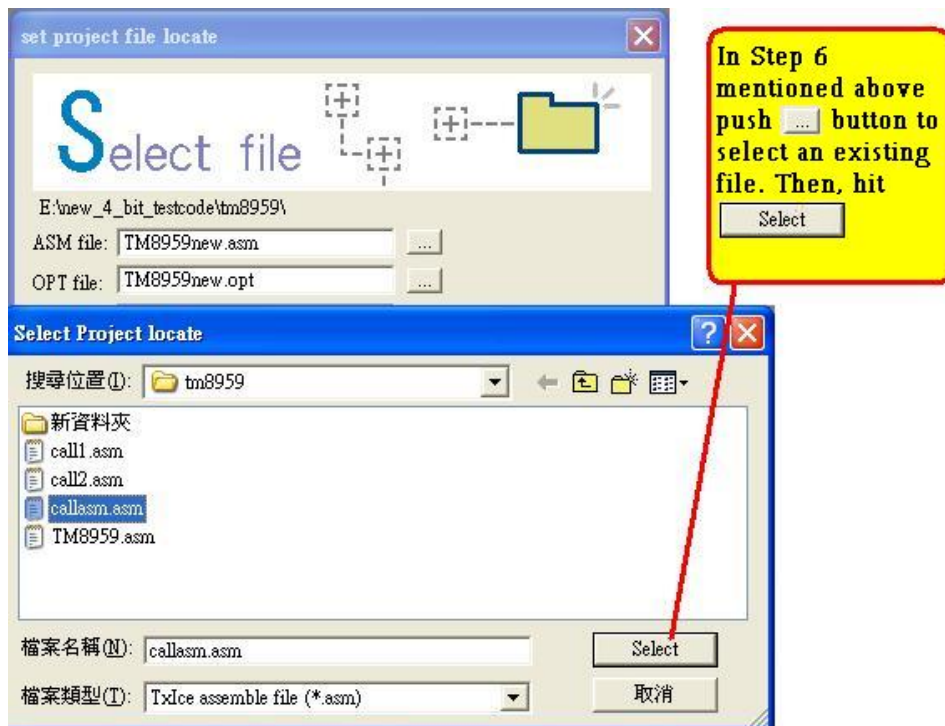 set project file locate
Select file
E:\new_4_bit_testcode\tm8959\
ASM file: TM8959new.asm ...
OPT file: TM8959new.opt ...
In Step 6
mentioned above
push ... button to
select an existing
file. Then, hit
Select
Select Project locate
搜尋位置(I): tm8959
新資料夾
call1.asm
call2.asm
callasm.asm
TM8959.asm
檔案名稱(N): callasm.asm Select
檔案類型(T): TxIce assemble file (*.asm) 取消